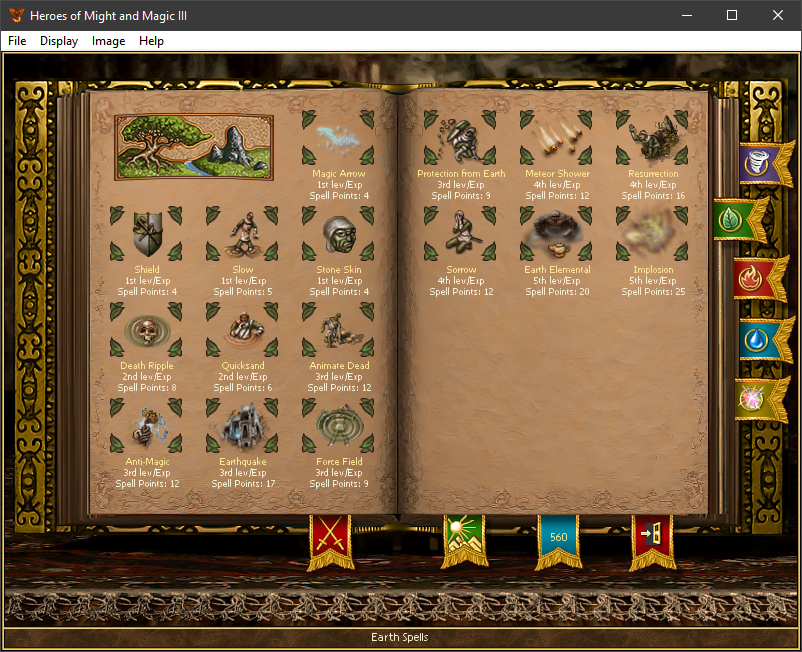 Heroes of Might and Magic III
File Display Image Help
Magic Arrow
1st lev/Exp
Spell Points: 4
Shield
1st lev/Exp
Spell Points: 4
Slow
1st lev/Exp
Spell Points: 5
Stone Skin
1st lev/Exp
Spell Points: 4
Death Ripple
2nd lev/Exp
Spell Points: 8
Quicksand
2nd lev/Exp
Spell Points: 6
Animate Dead
3rd lev/Exp
Spell Points: 12
Anti-Magic
3rd lev/Exp
Spell Points: 12
Earthquake
3rd lev/Exp
Spell Points: 17
Force Field
3rd lev/Exp
Spell Points: 9
Protection from Earth
3rd lev/Exp
Spell Points: 9
Meteor Shower
4th lev/Exp
Spell Points: 12
Resurrection
4th lev/Exp
Spell Points: 16
Sorrow
4th lev/Exp
Spell Points: 12
Earth Elemental
5th lev/Exp
Spell Points: 20
Implosion
5th lev/Exp
Spell Points: 25
560
Earth Spells